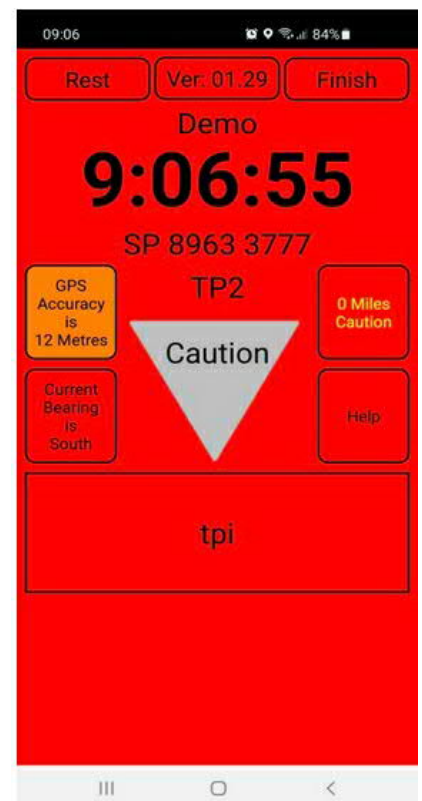 09:06 84%
Rest Ver: 01.29 Finish
Demo
9:06:55
SP 8963 3777
TP2
GPS
Accuracy
is
12 Metres
Caution
0 Miles
Caution
Current
Bearing
is
South
Help
tpi